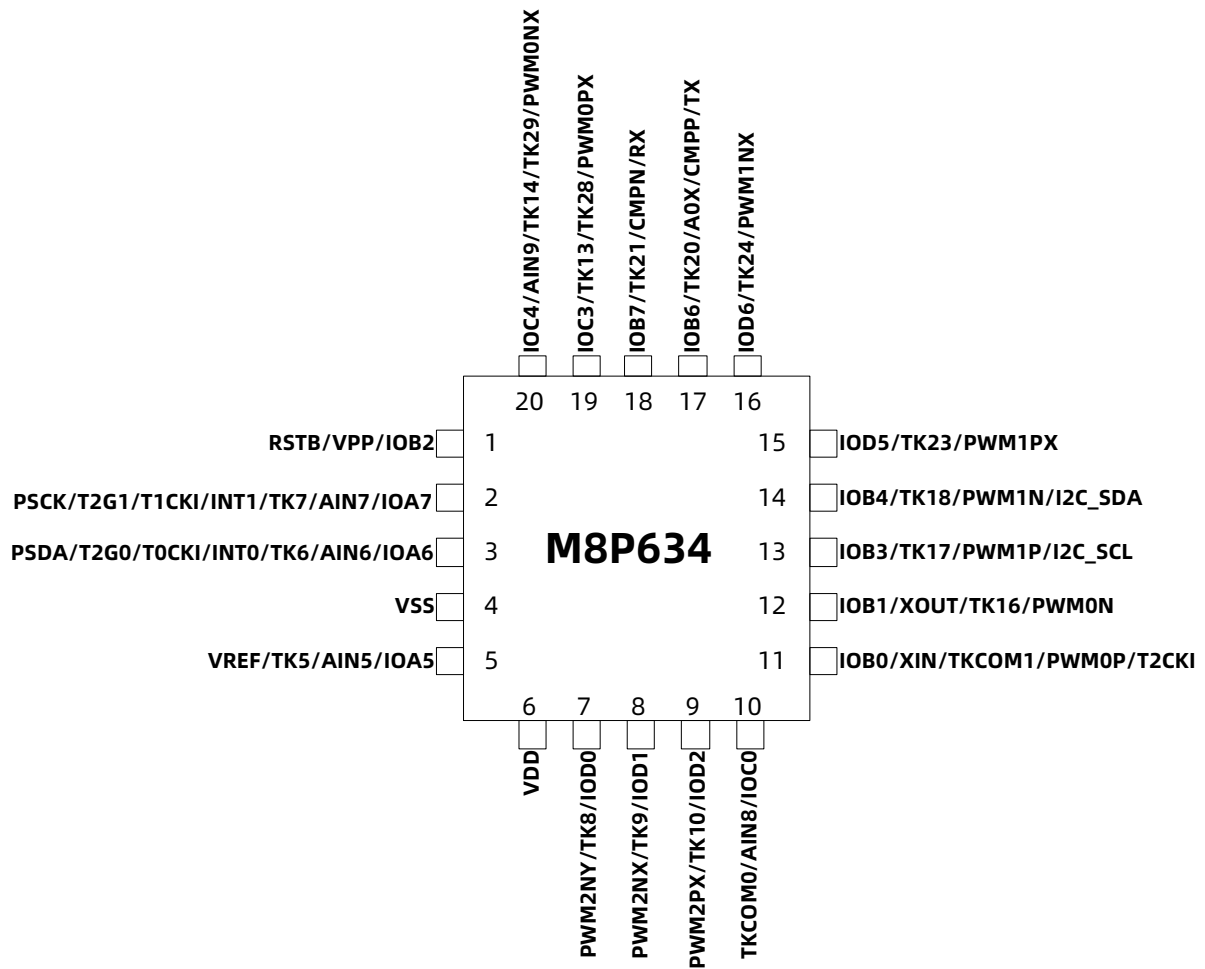 IOC4/AIN9/TK14/TK29/PWM0NX
IOC3/TK13/TK28/PWM0PX
IOB7/TK21/CMPN/RX
IOB6/TK20/A0X/CMPP/TX
IOD6/TK24/PWM1NX
20 19 18 17 16
RSTB/VPP/IOB2 1 15 IOD5/TK23/PWM1PX
PSCK/T2G1/T1CKI/INT1/TK7/AIN7/IOA7 2 14 IOB4/TK18/PWM1N/I2C_SDA
PSDA/T2G0/T0CKI/INT0/TK6/AIN6/IOA6 3 M8P634 13 IOB3/TK17/PWM1P/I2C_SCL
VSS 4 12 IOB1/XOUT/TK16/PWM0N
VREF/TK5/AIN5/IOA5 5 11 IOB0/XIN/TKCOM1/PWM0P/T2CKI
6 7 8 9 10
VDD
PWM2NY/TK8/IOD0
PWM2NX/TK9/IOD1
PWM2PX/TK10/IOD2
TKCOM0/AIN8/IOC0